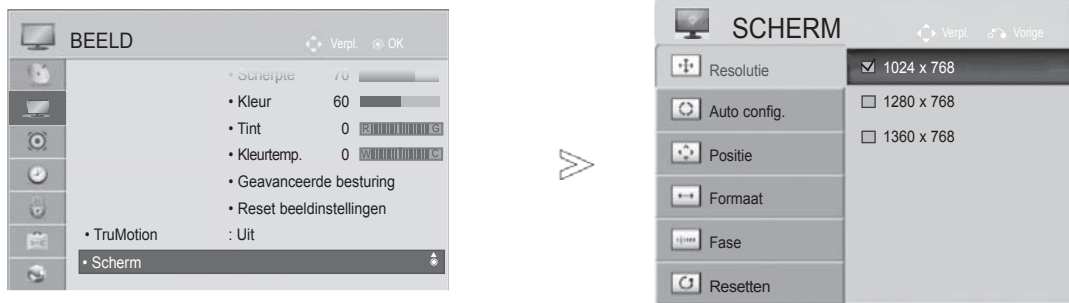 BEELD
Verpl. OK
• Scherpte 70
• Kleur 60
• Tint 0 R G
• Kleurtemp. 0 W C
• Geavanceerde besturing
• Reset beeldinstellingen
• TruMotion : Uit
• Scherm
SCHERM
Verpl. Vorige
Resolutie
Auto config.
Positie
Formaat
Fase
Resetten
1024 x 768
1280 x 768
1360 x 768